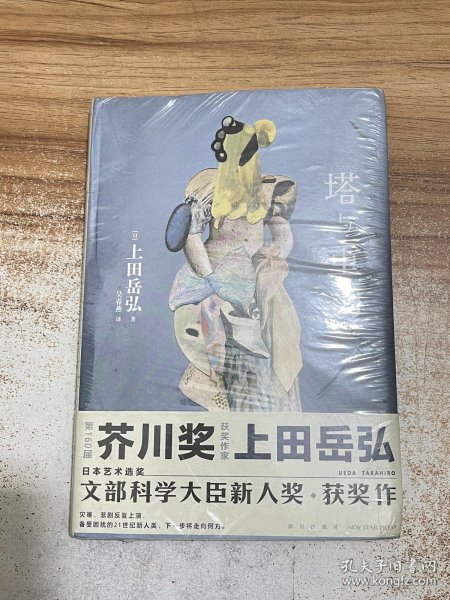 塔与重
[日]
上田岳弘
著
吴春燕
译
第160届
芥川奖
获奖作家
上田岳弘
UEDA TAKAHIRO
日本艺术选奖
文部科学大臣新人奖·获奖作
灾难、悲剧反复上演,
备受困扰的21世纪新人类,下一步将走向何方。
新星出版社 NEW STAR PRESS
孔夫子旧书网
www.kongfz.com